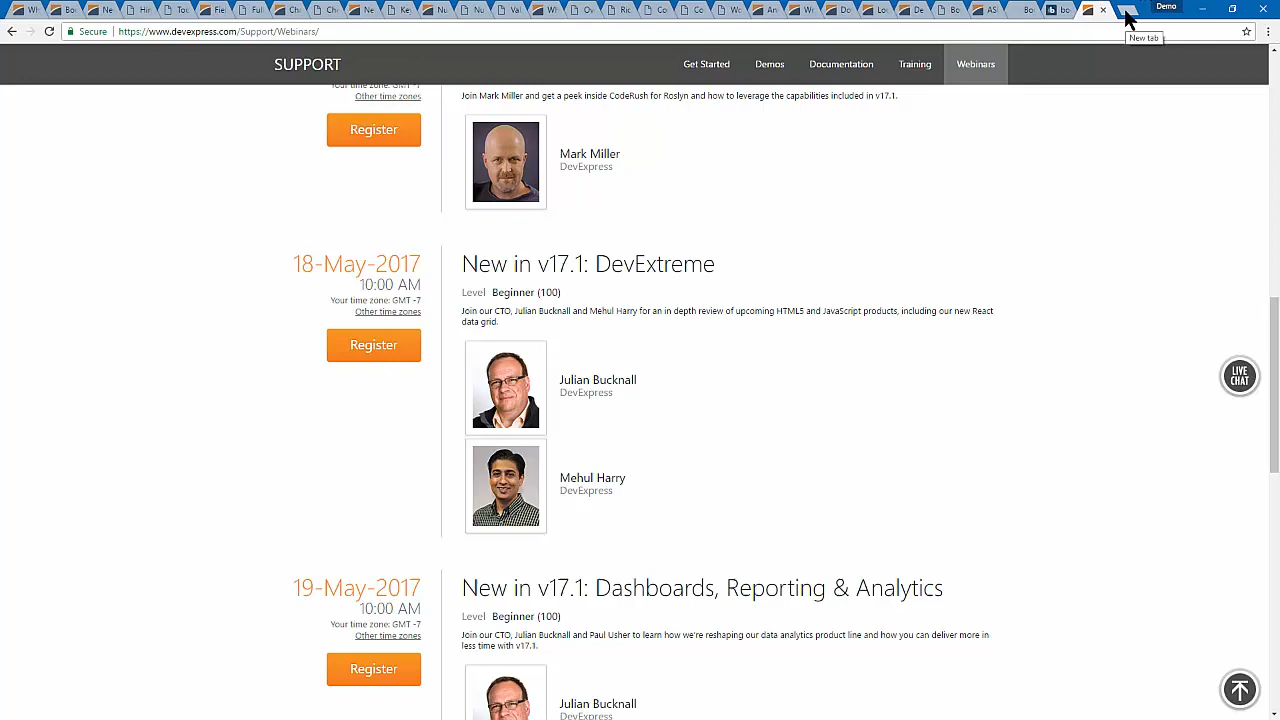 Demo
Secure https://www.devexpress.com/Support/Webinars/
New tab
SUPPORT Get Started Demos Documentation Training Webinars
Your time zone: GMT -7
Other time zones
Join Mark Miller and get a peek inside CodeRush for Roslyn and how to leverage the capabilities included in v17.1.
Register
Mark Miller
DevExpress
18-May-2017
10:00 AM
Your time zone: GMT -7
Other time zones
Register
New in v17.1: DevExtreme
Level Beginner (100)
Join our CTO, Julian Bucknall and Mehul Harry for an in depth review of upcoming HTML5 and JavaScript products, including our new React
data grid.
Julian Bucknall
DevExpress
Mehul Harry
DevExpress
LIVE
CHAT
19-May-2017
10:00 AM
Your time zone: GMT -7
Other time zones
Register
New in v17.1: Dashboards, Reporting & Analytics
Level Beginner (100)
Join our CTO, Julian Bucknall and Paul Usher to learn how we're reshaping our data analytics product line and how you can deliver more in
less time with v17.1.
Julian Bucknall
DevExpress